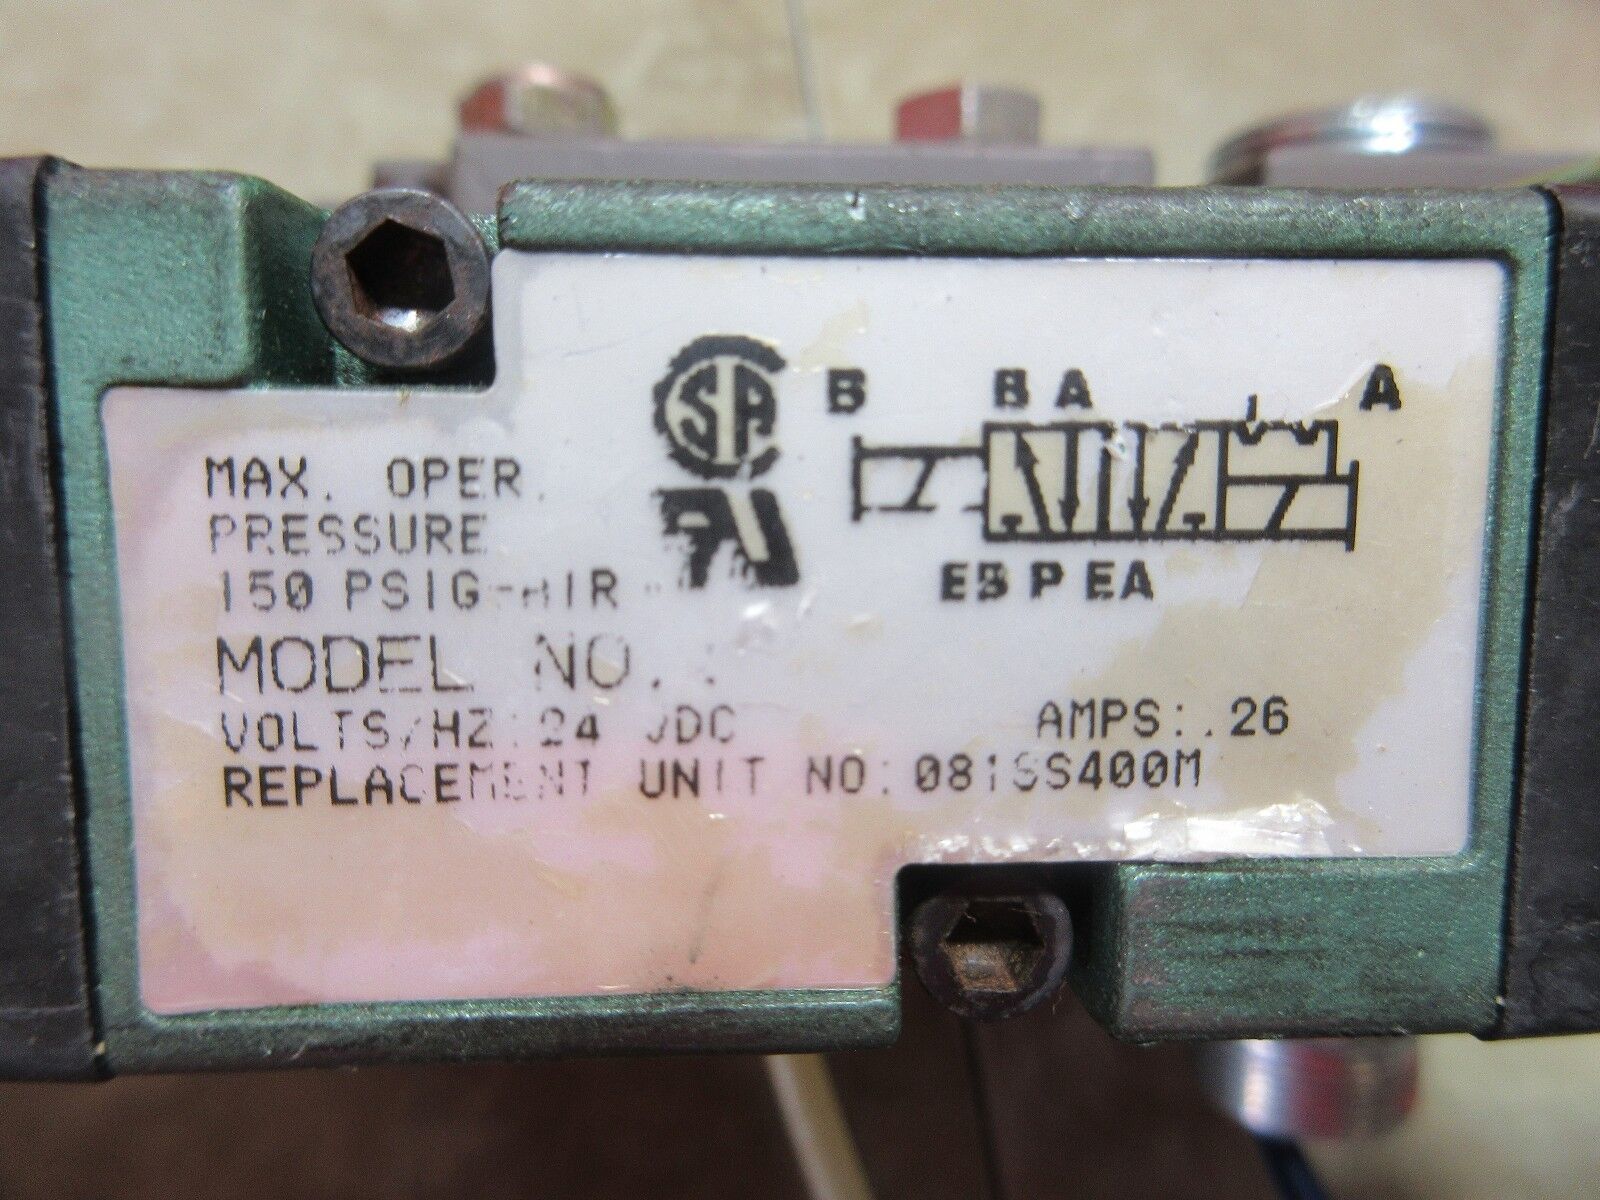 SA
B BA A
EB P EA
MAX. OPER.
PRESSURE
150 PSIG-AIR
MODEL NO.:
VOLTS/HZ:24 VDC AMPS:.26
REPLACEMENT UNIT NO:081SS400M